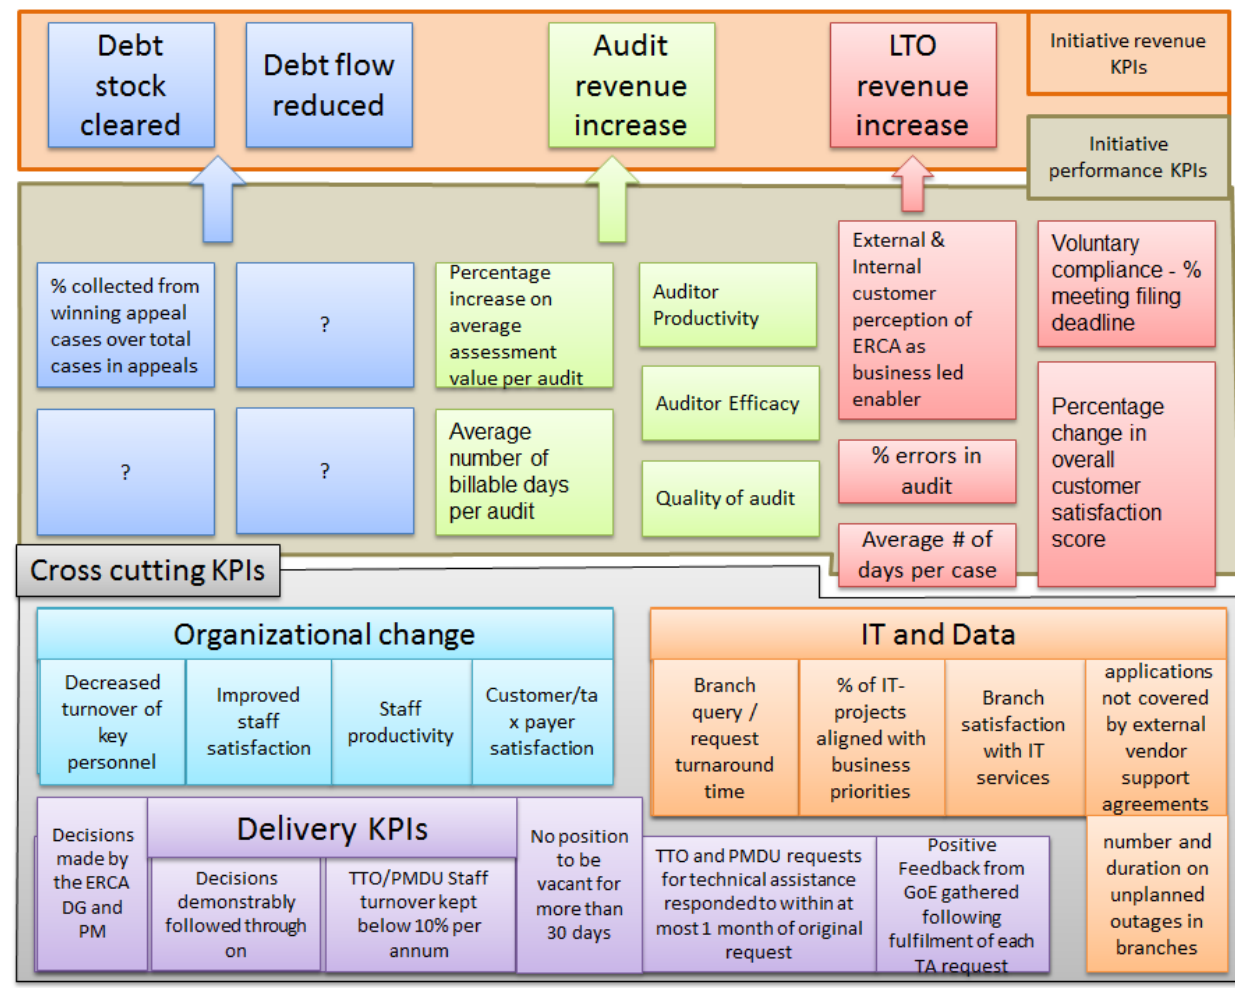 Debt
stock
cleared
Debt flow
reduced
Audit
revenue
increase
LTO
revenue
increase
Initiative revenue
KPIs
Initiative
performance KPIs
% collected from
winning appeal
cases over total
cases in appeals
?
?
?
Percentage
increase on
average
assessment
value per audit
Average
number of
billable days
per audit
Auditor
Productivity
Auditor Efficacy
Quality of audit
External &
Internal
customer
perception of
ERCA as
business led
enabler
% errors in
audit
Average # of
days per case
Voluntary
compliance - %
meeting filing
deadline
Percentage
change in
overall
customer
satisfaction
score
Cross cutting KPIs
Organizational change
Decreased
turnover of
key
personnel
Improved
staff
satisfaction
Staff
productivity
Customer/ta
x payer
satisfaction
IT and Data
Branch
query /
request
turnaround
time
% of IT-
projects
aligned with
business
priorities
Branch
satisfaction
with IT
services
applications
not covered
by external
vendor
support
agreements
number and
duration on
unplanned
outages in
branches
Delivery KPIs
Decisions
made by
the ERCA
DG and
PM
Decisions
demonstrably
followed through
on
TTO/PMDU Staff
turnover kept
below 10% per
annum
No position
to be
vacant for
more than
30 days
TTO and PMDU requests
for technical assistance
responded to within at
most 1 month of original
request
Positive
Feedback from
GoE gathered
following
fulfilment of each
TA request